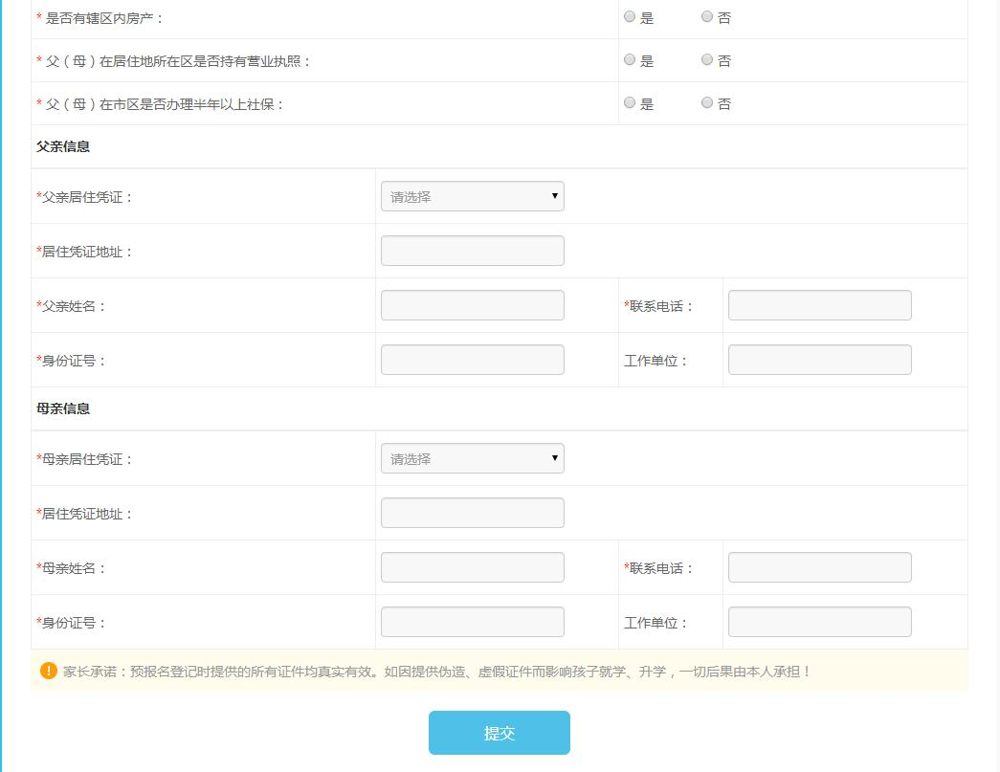 * 是否有辖区内房产： 是 否
* 父（母）在居住地所在区是否持有营业执照： 是 否
* 父（母）在市区是否办理半年以上社保： 是 否
父亲信息
*父亲居住凭证： 请选择
*居住凭证地址：
*父亲姓名： *联系电话：
*身份证号： 工作单位：
母亲信息
*母亲居住凭证： 请选择
*居住凭证地址：
*母亲姓名： *联系电话：
*身份证号： 工作单位：
家长承诺：预报名登记时提供的所有证件均真实有效。如因提供伪造、虚假证件而影响孩子就学、升学，一切后果由本人承担！
提交